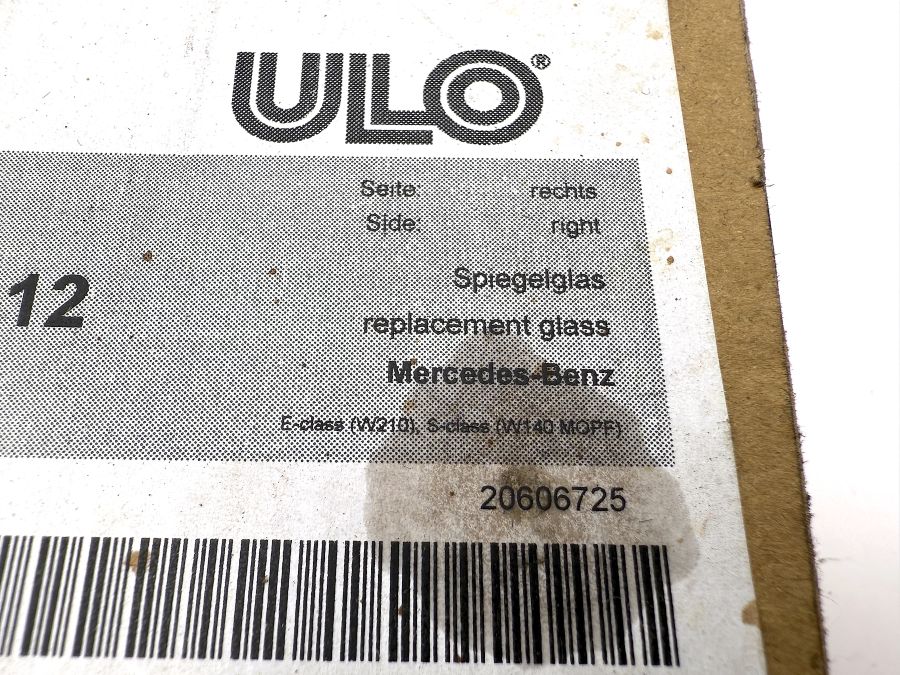 ULO®
Seite: rechts
Side: right
12
Spiegelglas
replacement glass
Mercedes-Benz
E-class (W210), S-class (W140 MOPF)
20606725